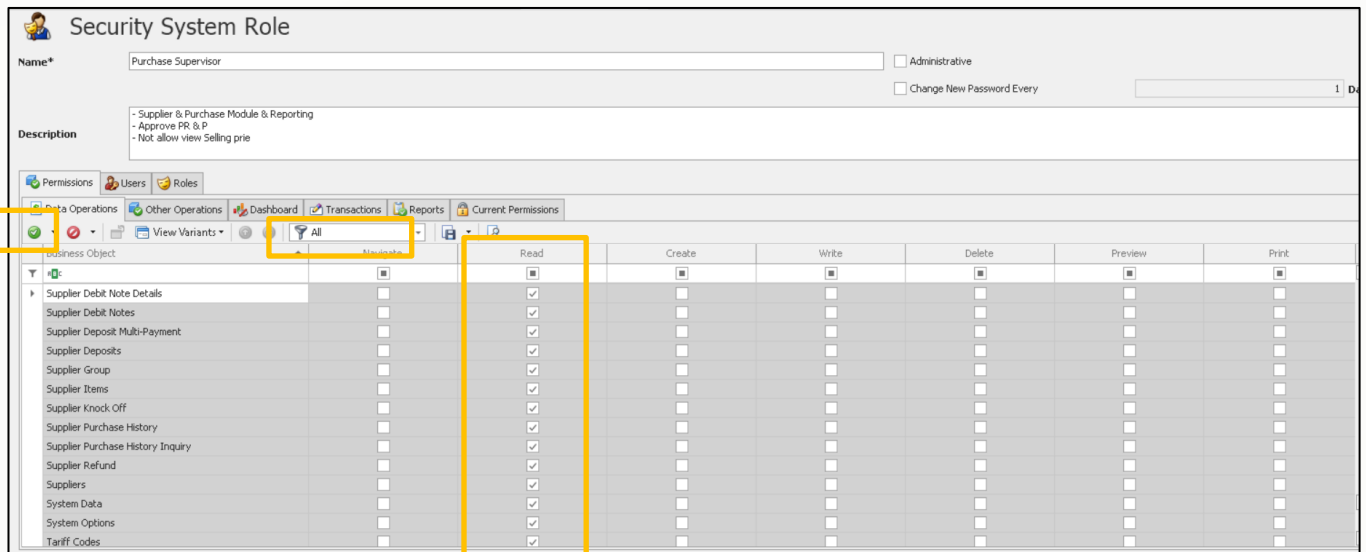 Security System Role
Name* Purchase Supervisor Administrative
Change New Password Every 1
Description - Supplier & Purchase Module & Reporting
- Approve PR & P
- Not allow view Selling prie
Permissions Users Roles
Data Operations Other Operations Dashboard Transactions Reports Current Permissions
View Variants All
Business Object Navigate Read Create Write Delete Preview Print
Supplier Debit Note Details
Supplier Debit Notes
Supplier Deposit Multi-Payment
Supplier Deposits
Supplier Group
Supplier Items
Supplier Knock Off
Supplier Purchase History
Supplier Purchase History Inquiry
Supplier Refund
Suppliers
System Data
System Options
Tariff Codes